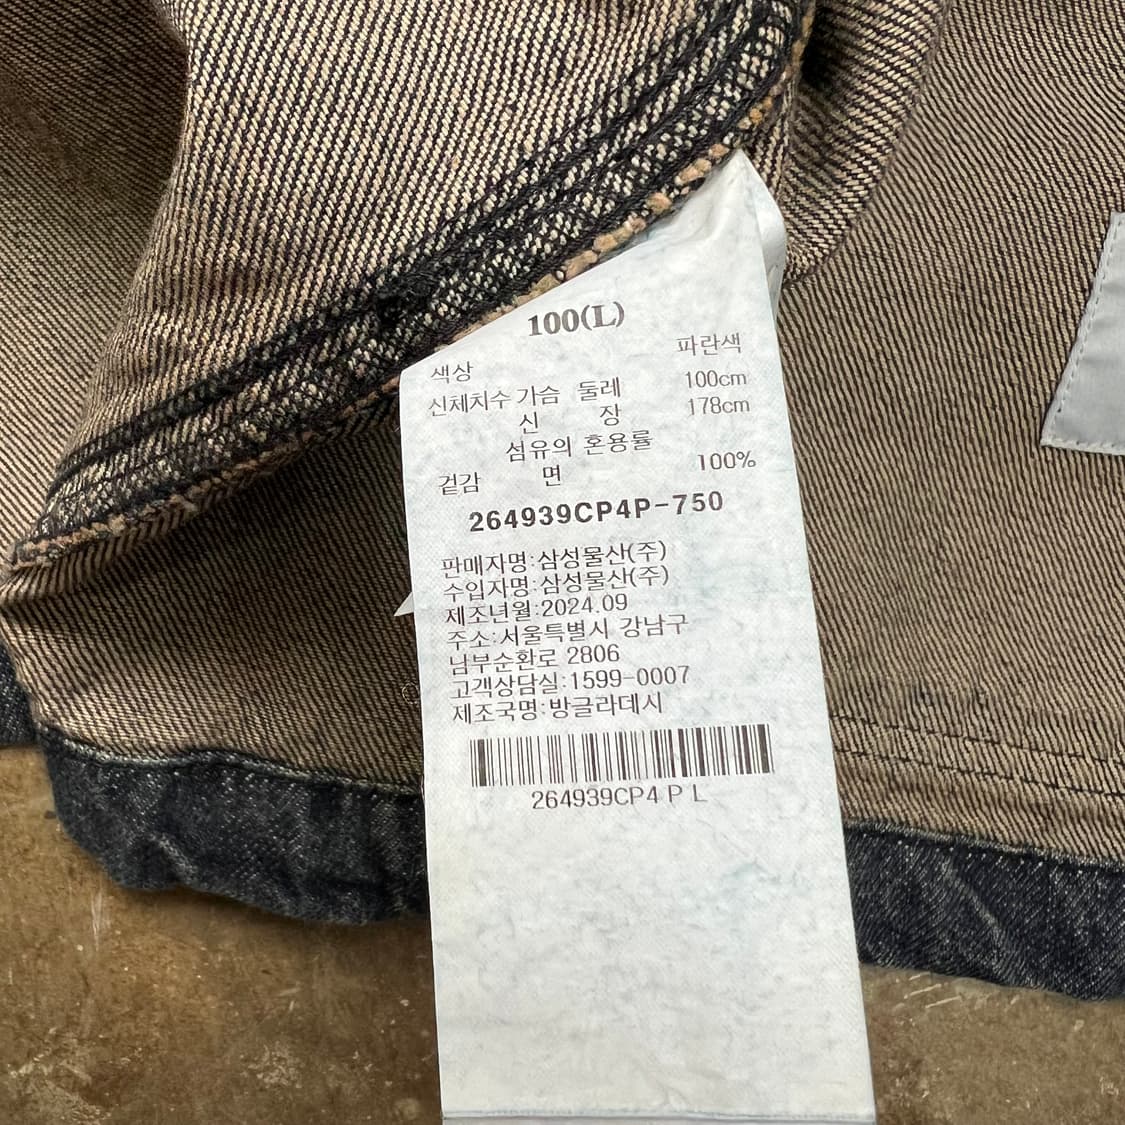 100(L)
색상 파란색
신체치수 가슴 둘레 100cm
신 장 178cm
섬유의 혼용률
겉감 면 100%
264939CP4P-750
판매자명:삼성물산(주)
수입자명:삼성물산(주)
제조년월:2024.09
주소:서울특별시 강남구
남부순환로 2806
고객상담실:1599-0007
제조국명:방글라데시
264939CP4 P L